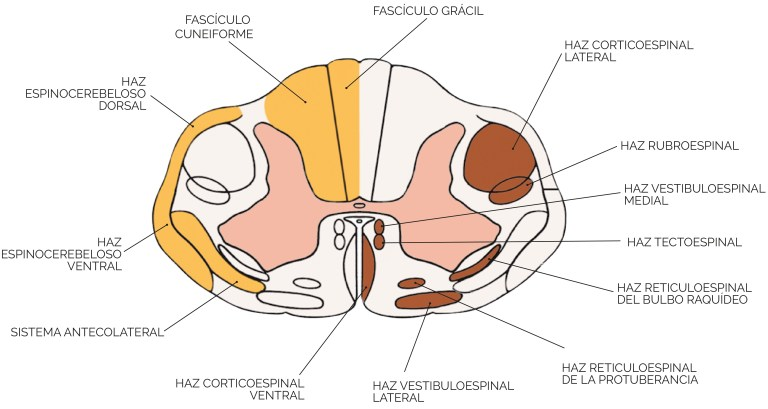 FASCÍCULO
CUNEIFORME
FASCÍCULO GRÁCIL
HAZ
ESPINOCEREBELOSO
DORSAL
HAZ CORTICOESPINAL
LATERAL
HAZ RUBROESPINAL
HAZ VESTIBULOESPINAL
MEDIAL
HAZ TECTOESPINAL
HAZ
ESPINOCEREBELOSO
VENTRAL
HAZ RETICULOESPINAL
DEL BULBO RAQUÍDEO
SISTEMA ANTECOLATERAL
HAZ RETICULOESPINAL
DE LA PROTUBERANCIA
HAZ CORTICOESPINAL
VENTRAL
HAZ VESTIBULOESPINAL
LATERAL